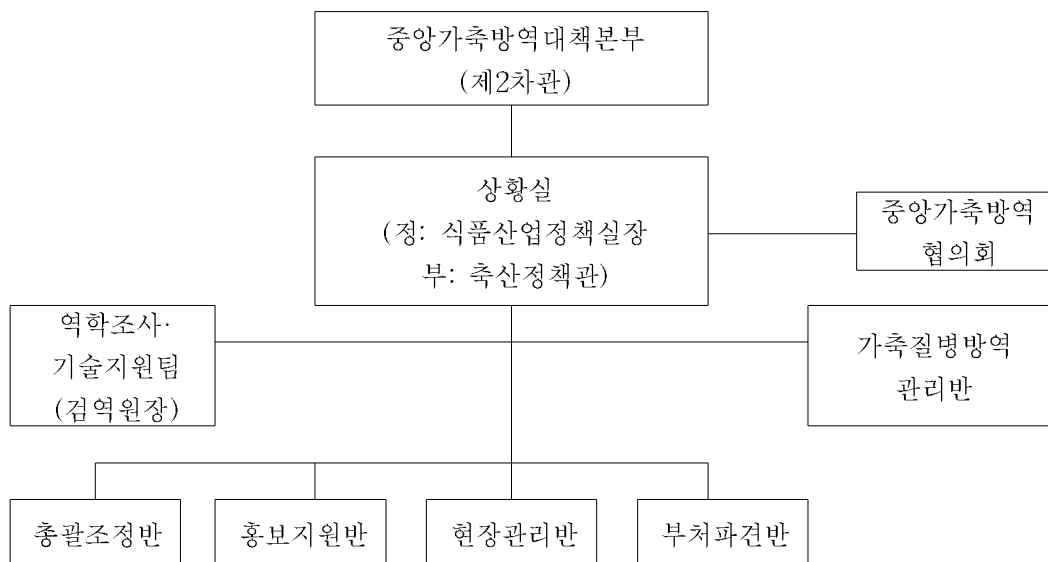 중앙가축방역대책본부
(제2차관)
상황실
(정: 식품산업정책실장
부: 축산정책관)
중앙가축방역
협의회
역학조사·
기술지원팀
(검역원장)
가축질병방역
관리반
총괄조정반
홍보지원반
현장관리반
부처파견반